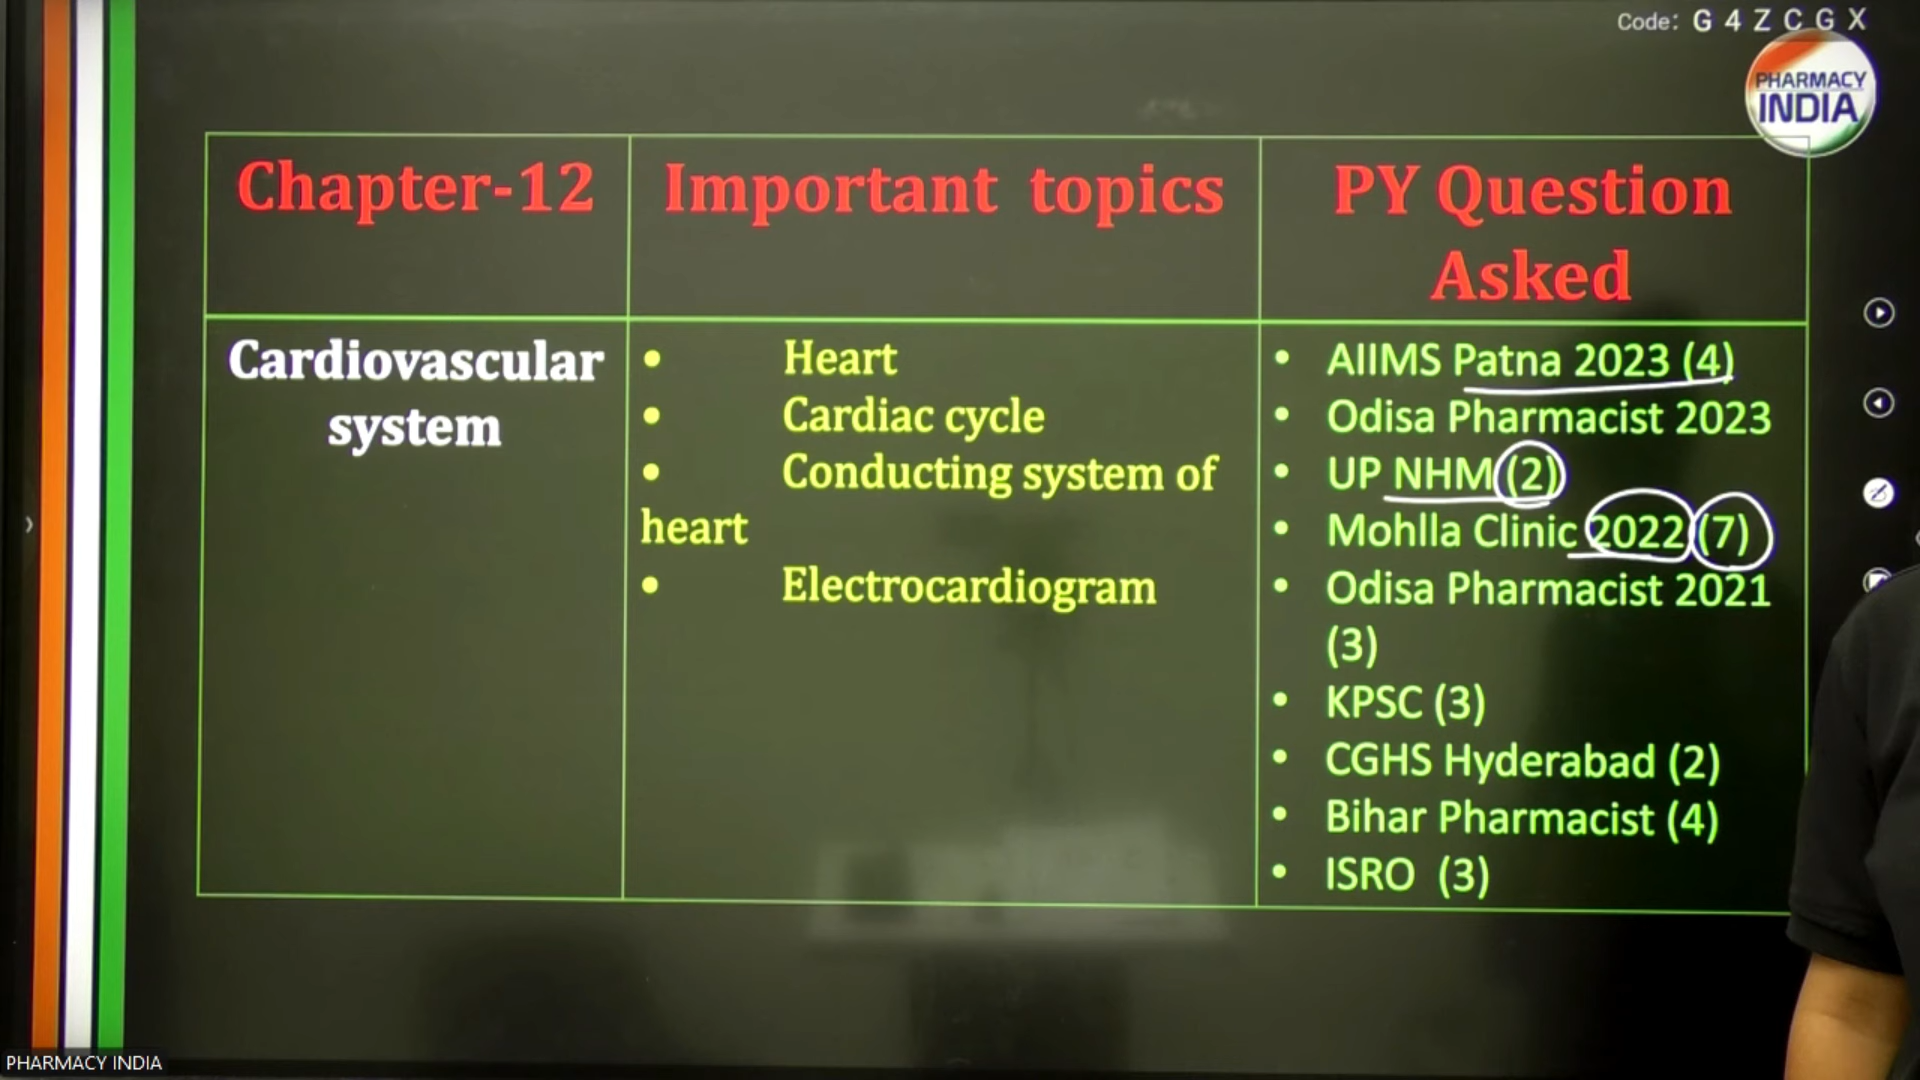 Code: G 4 Z C G X
PHARMACY
INDIA
Chapter-12
Important topics
PY Question
Asked
Cardiovascular
system
• Heart
• Cardiac cycle
• Conducting system of
heart
• Electrocardiogram
• AIIMS Patna 2023 (4)
• Odisa Pharmacist 2023
• UP NHM (2)
• Mohlla Clinic 2022 (7)
• Odisa Pharmacist 2021
(3)
• KPSC (3)
• CGHS Hyderabad (2)
• Bihar Pharmacist (4)
• ISRO (3)
PHARMACY INDIA